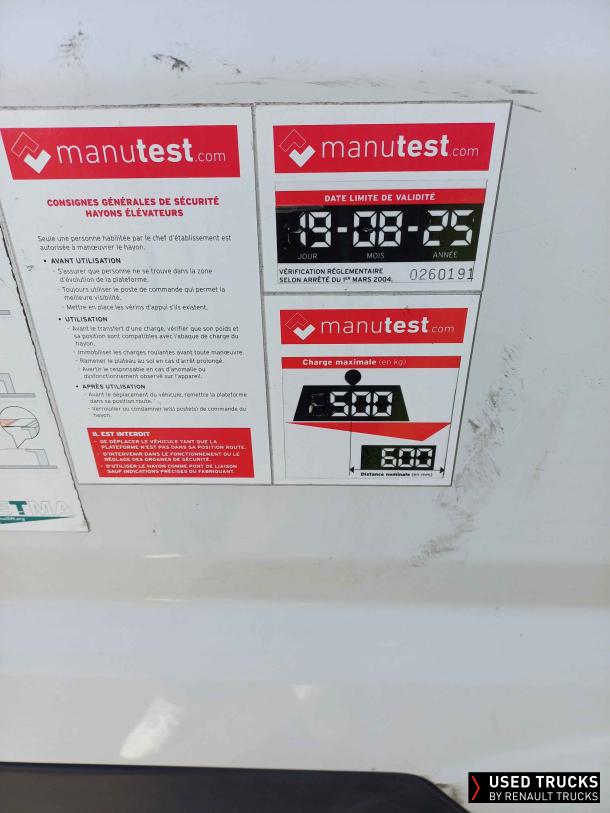 manutest.com
CONSIGNES GÉNÉRALES DE SÉCURITÉ
HAYONS ÉLÉVATEURS
Seule une personne habilitée par le chef d'établissement est
autorisée à manœuvrer le hayon.
• AVANT UTILISATION
- S'assurer que personne ne se trouve dans la zone
d'évolution de la plateforme.
- Toujours utiliser le poste de commande qui permet la
meilleure visibilité.
- Mettre en place les vérins d'appui s'ils existent.
• UTILISATION
- Avant le transfert d'une charge, vérifier que son poids et
sa position sont compatibles avec l'abaque de charge du
hayon.
- Immobiliser les charges roulantes avant toute manœuvre.
- Ramener le plateau au sol en cas d'arrêt prolongé.
- Avertir le responsable en cas d'anomalie ou
dysfonctionnement observé sur l'appareil.
• APRÈS UTILISATION
- Avant le déplacement du véhicule, remettre la plateforme
dans sa position route.
- Verrouiller ou condamner le(s) poste(s) de commande du
hayon.
IL EST INTERDIT
- DE DÉPLACER LE VÉHICULE TANT QUE LA
PLATEFORME N'EST PAS DANS SA POSITION ROUTE.
- D'INTERVENIR DANS LE FONCTIONNEMENT OU LE
RÉGLAGE DES ORGANES DE SÉCURITÉ.
- D'UTILISER LE HAYON COMME PONT DE LIAISON
SAUF INDICATIONS PRÉCISES DU FABRIQUANT.
manutest.com
DATE LIMITE DE VALIDITÉ
19-08-25
JOUR MOIS ANNÉE
VÉRIFICATION RÉGLEMENTAIRE
SELON ARRÊTÉ DU 1ER MARS 2004.
0260191
manutest.com
Charge maximale (en kg)
500
600
Distance nominale (en mm)
ETMA
USED TRUCKS
BY RENAULT TRUCKS